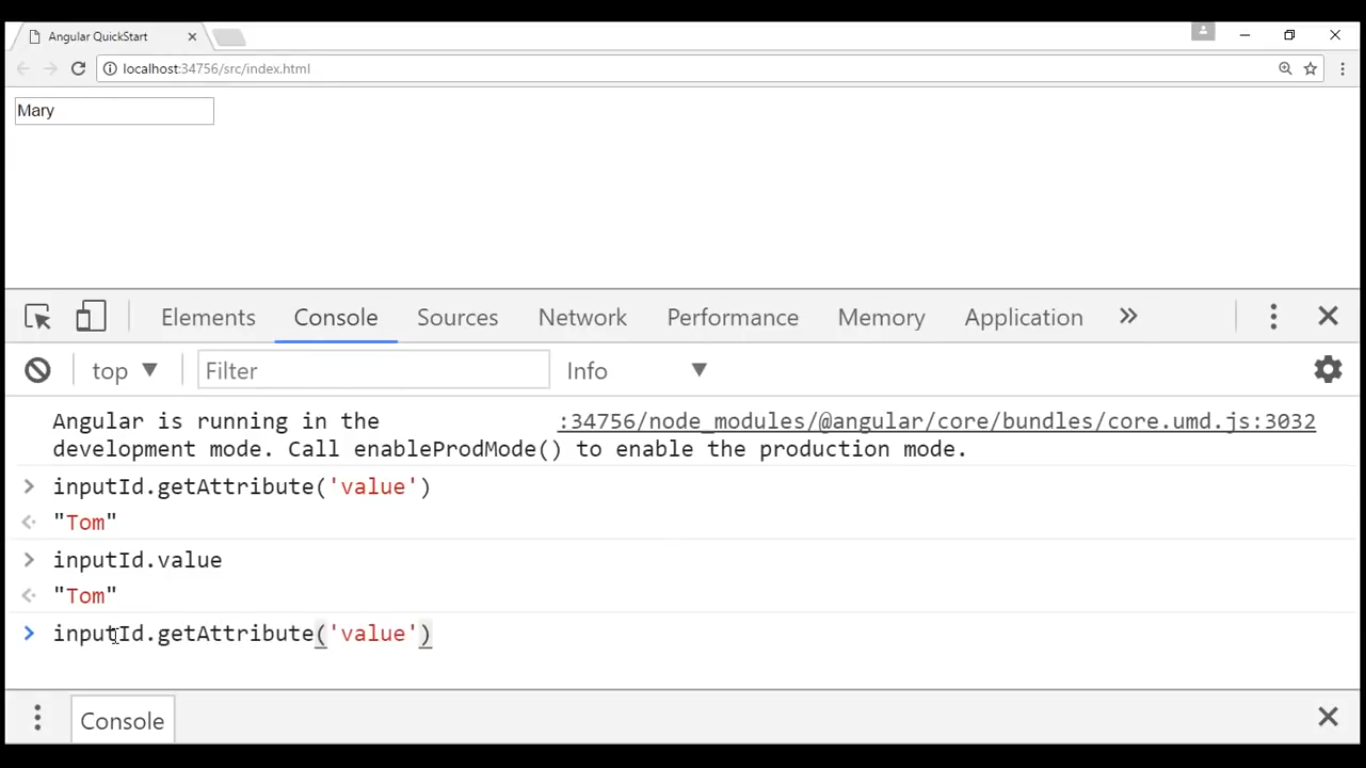 Angular QuickStart
localhost:34756/src/index.html
Mary
Elements Console Sources Network Performance Memory Application
top Filter Info
Angular is running in the :34756/node_modules/@angular/core/bundles/core.umd.js:3032
development mode. Call enableProdMode() to enable the production mode.
> inputId.getAttribute('value')
"Tom"
> inputId.value
"Tom"
> inputId.getAttribute('value')
Console